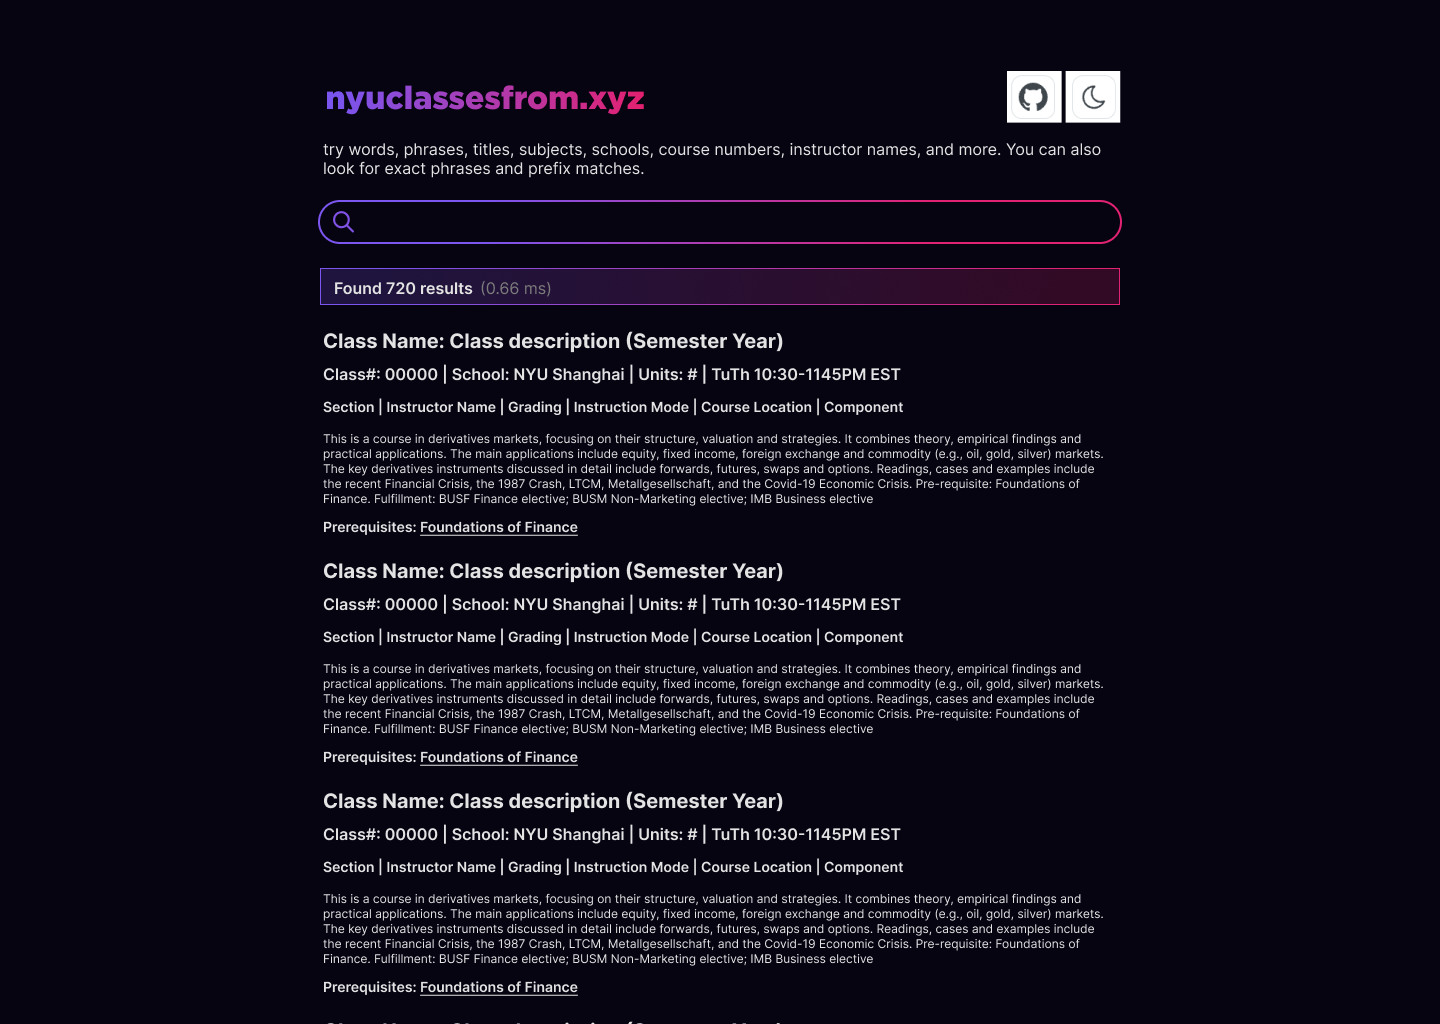 nyuclassesfrom.xyz
try words, phrases, titles, subjects, schools, course numbers, instructor names, and more. You can also
look for exact phrases and prefix matches.
Found 720 results (0.66 ms)
Class Name: Class description (Semester Year)
Class#: 00000 | School: NYU Shanghai | Units: # | TuTh 10:30-1145PM EST
Section | Instructor Name | Grading | Instruction Mode | Course Location | Component
This is a course in derivatives markets, focusing on their structure, valuation and strategies. It combines theory, empirical findings and
practical applications. The main applications include equity, fixed income, foreign exchange and commodity (e.g., oil, gold, silver) markets.
The key derivatives instruments discussed in detail include forwards, futures, swaps and options. Readings, cases and examples include
the recent Financial Crisis, the 1987 Crash, LTCM, Metallgesellschaft, and the Covid-19 Economic Crisis. Pre-requisite: Foundations of
Finance. Fulfillment: BUSF Finance elective; BUSM Non-Marketing elective; IMB Business elective
Prerequisites: Foundations of Finance
Class Name: Class description (Semester Year)
Class#: 00000 | School: NYU Shanghai | Units: # | TuTh 10:30-1145PM EST
Section | Instructor Name | Grading | Instruction Mode | Course Location | Component
This is a course in derivatives markets, focusing on their structure, valuation and strategies. It combines theory, empirical findings and
practical applications. The main applications include equity, fixed income, foreign exchange and commodity (e.g., oil, gold, silver) markets.
The key derivatives instruments discussed in detail include forwards, futures, swaps and options. Readings, cases and examples include
the recent Financial Crisis, the 1987 Crash, LTCM, Metallgesellschaft, and the Covid-19 Economic Crisis. Pre-requisite: Foundations of
Finance. Fulfillment: BUSF Finance elective; BUSM Non-Marketing elective; IMB Business elective
Prerequisites: Foundations of Finance
Class Name: Class description (Semester Year)
Class#: 00000 | School: NYU Shanghai | Units: # | TuTh 10:30-1145PM EST
Section | Instructor Name | Grading | Instruction Mode | Course Location | Component
This is a course in derivatives markets, focusing on their structure, valuation and strategies. It combines theory, empirical findings and
practical applications. The main applications include equity, fixed income, foreign exchange and commodity (e.g., oil, gold, silver) markets.
The key derivatives instruments discussed in detail include forwards, futures, swaps and options. Readings, cases and examples include
the recent Financial Crisis, the 1987 Crash, LTCM, Metallgesellschaft, and the Covid-19 Economic Crisis. Pre-requisite: Foundations of
Finance. Fulfillment: BUSF Finance elective; BUSM Non-Marketing elective; IMB Business elective
Prerequisites: Foundations of Finance